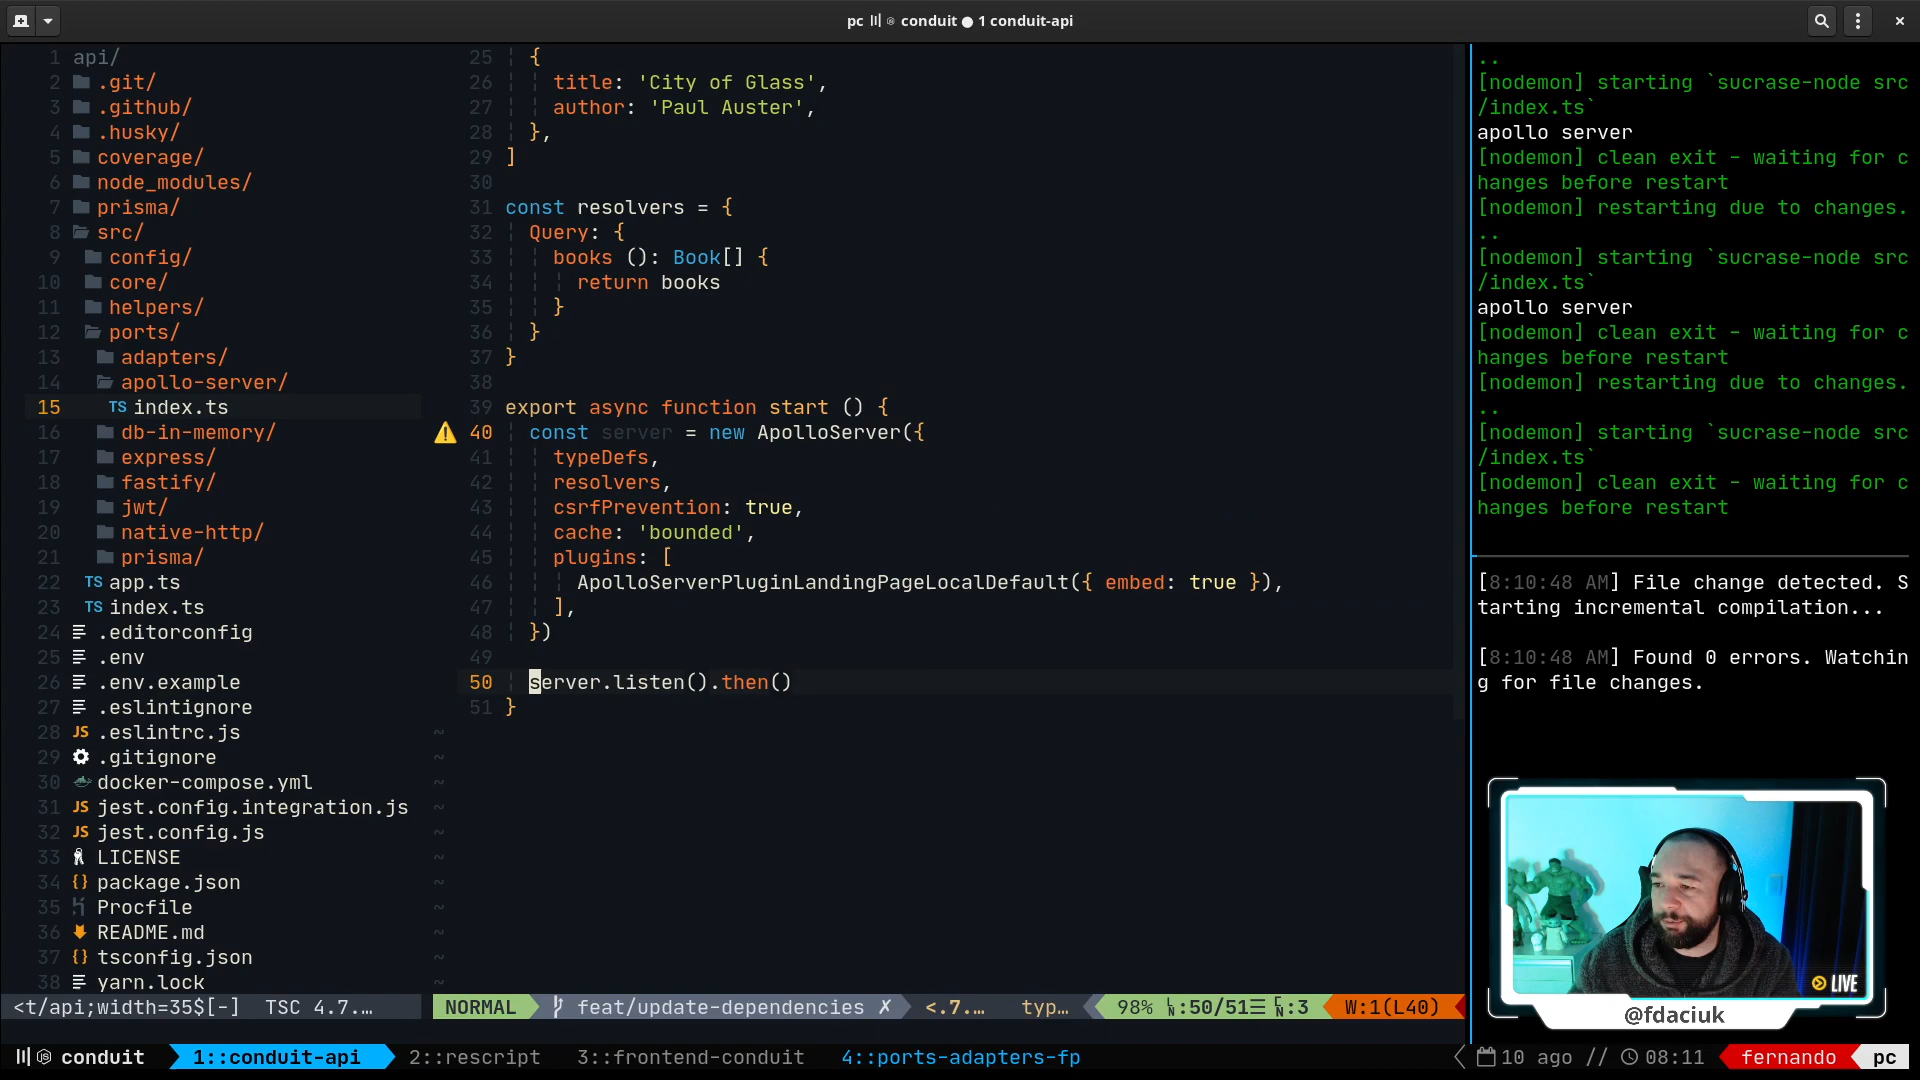 pc conduit ● 1 conduit-api
1 api/
2 .git/
3 .github/
4 .husky/
5 coverage/
6 node_modules/
7 prisma/
8 src/
9 config/
10 core/
11 helpers/
12 ports/
13 adapters/
14 apollo-server/
15 TS index.ts
16 db-in-memory/
17 express/
18 fastify/
19 jwt/
20 native-http/
21 prisma/
22 TS app.ts
23 TS index.ts
24 .editorconfig
25 .env
26 .env.example
27 .eslintignore
28 JS .eslintrc.js
29 .gitignore
30 docker-compose.yml
31 JS jest.config.integration.js
32 JS jest.config.js
33 LICENSE
34 {} package.json
35 Procfile
36 README.md
37 {} tsconfig.json
38 yarn.lock
<t/api;width=35$[-] TSC 4.7.…
25 {
26 title: 'City of Glass',
27 author: 'Paul Auster',
28 },
29 ]
30
31 const resolvers = {
32 Query: {
33 books (): Book[] {
34 return books
35 }
36 }
37 }
38
39 export async function start () {
40 const server = new ApolloServer({
41 typeDefs,
42 resolvers,
43 csrfPrevention: true,
44 cache: 'bounded',
45 plugins: [
46 ApolloServerPluginLandingPageLocalDefault({ embed: true }),
47 ],
48 })
49
50 server.listen().then()
51 }
~
~
~
~
~
~
~
~
~
~
~
NORMAL feat/update-dependencies ✗ <.7.… typ… 98% LN:50/51☰ CN:3 W:1(L40)
..
[nodemon] starting `sucrase-node src
/index.ts`
apollo server
[nodemon] clean exit - waiting for c
hanges before restart
[nodemon] restarting due to changes.
..
[nodemon] starting `sucrase-node src
/index.ts`
apollo server
[nodemon] clean exit - waiting for c
hanges before restart
[nodemon] restarting due to changes.
..
[nodemon] starting `sucrase-node src
/index.ts`
[nodemon] clean exit - waiting for c
hanges before restart
[8:10:48 AM] File change detected. S
tarting incremental compilation...
[8:10:48 AM] Found 0 errors. Watchin
g for file changes.
LIVE
@fdaciuk
conduit 1::conduit-api 2::rescript 3::frontend-conduit 4::ports-adapters-fp 10 ago // 08:11 fernando pc